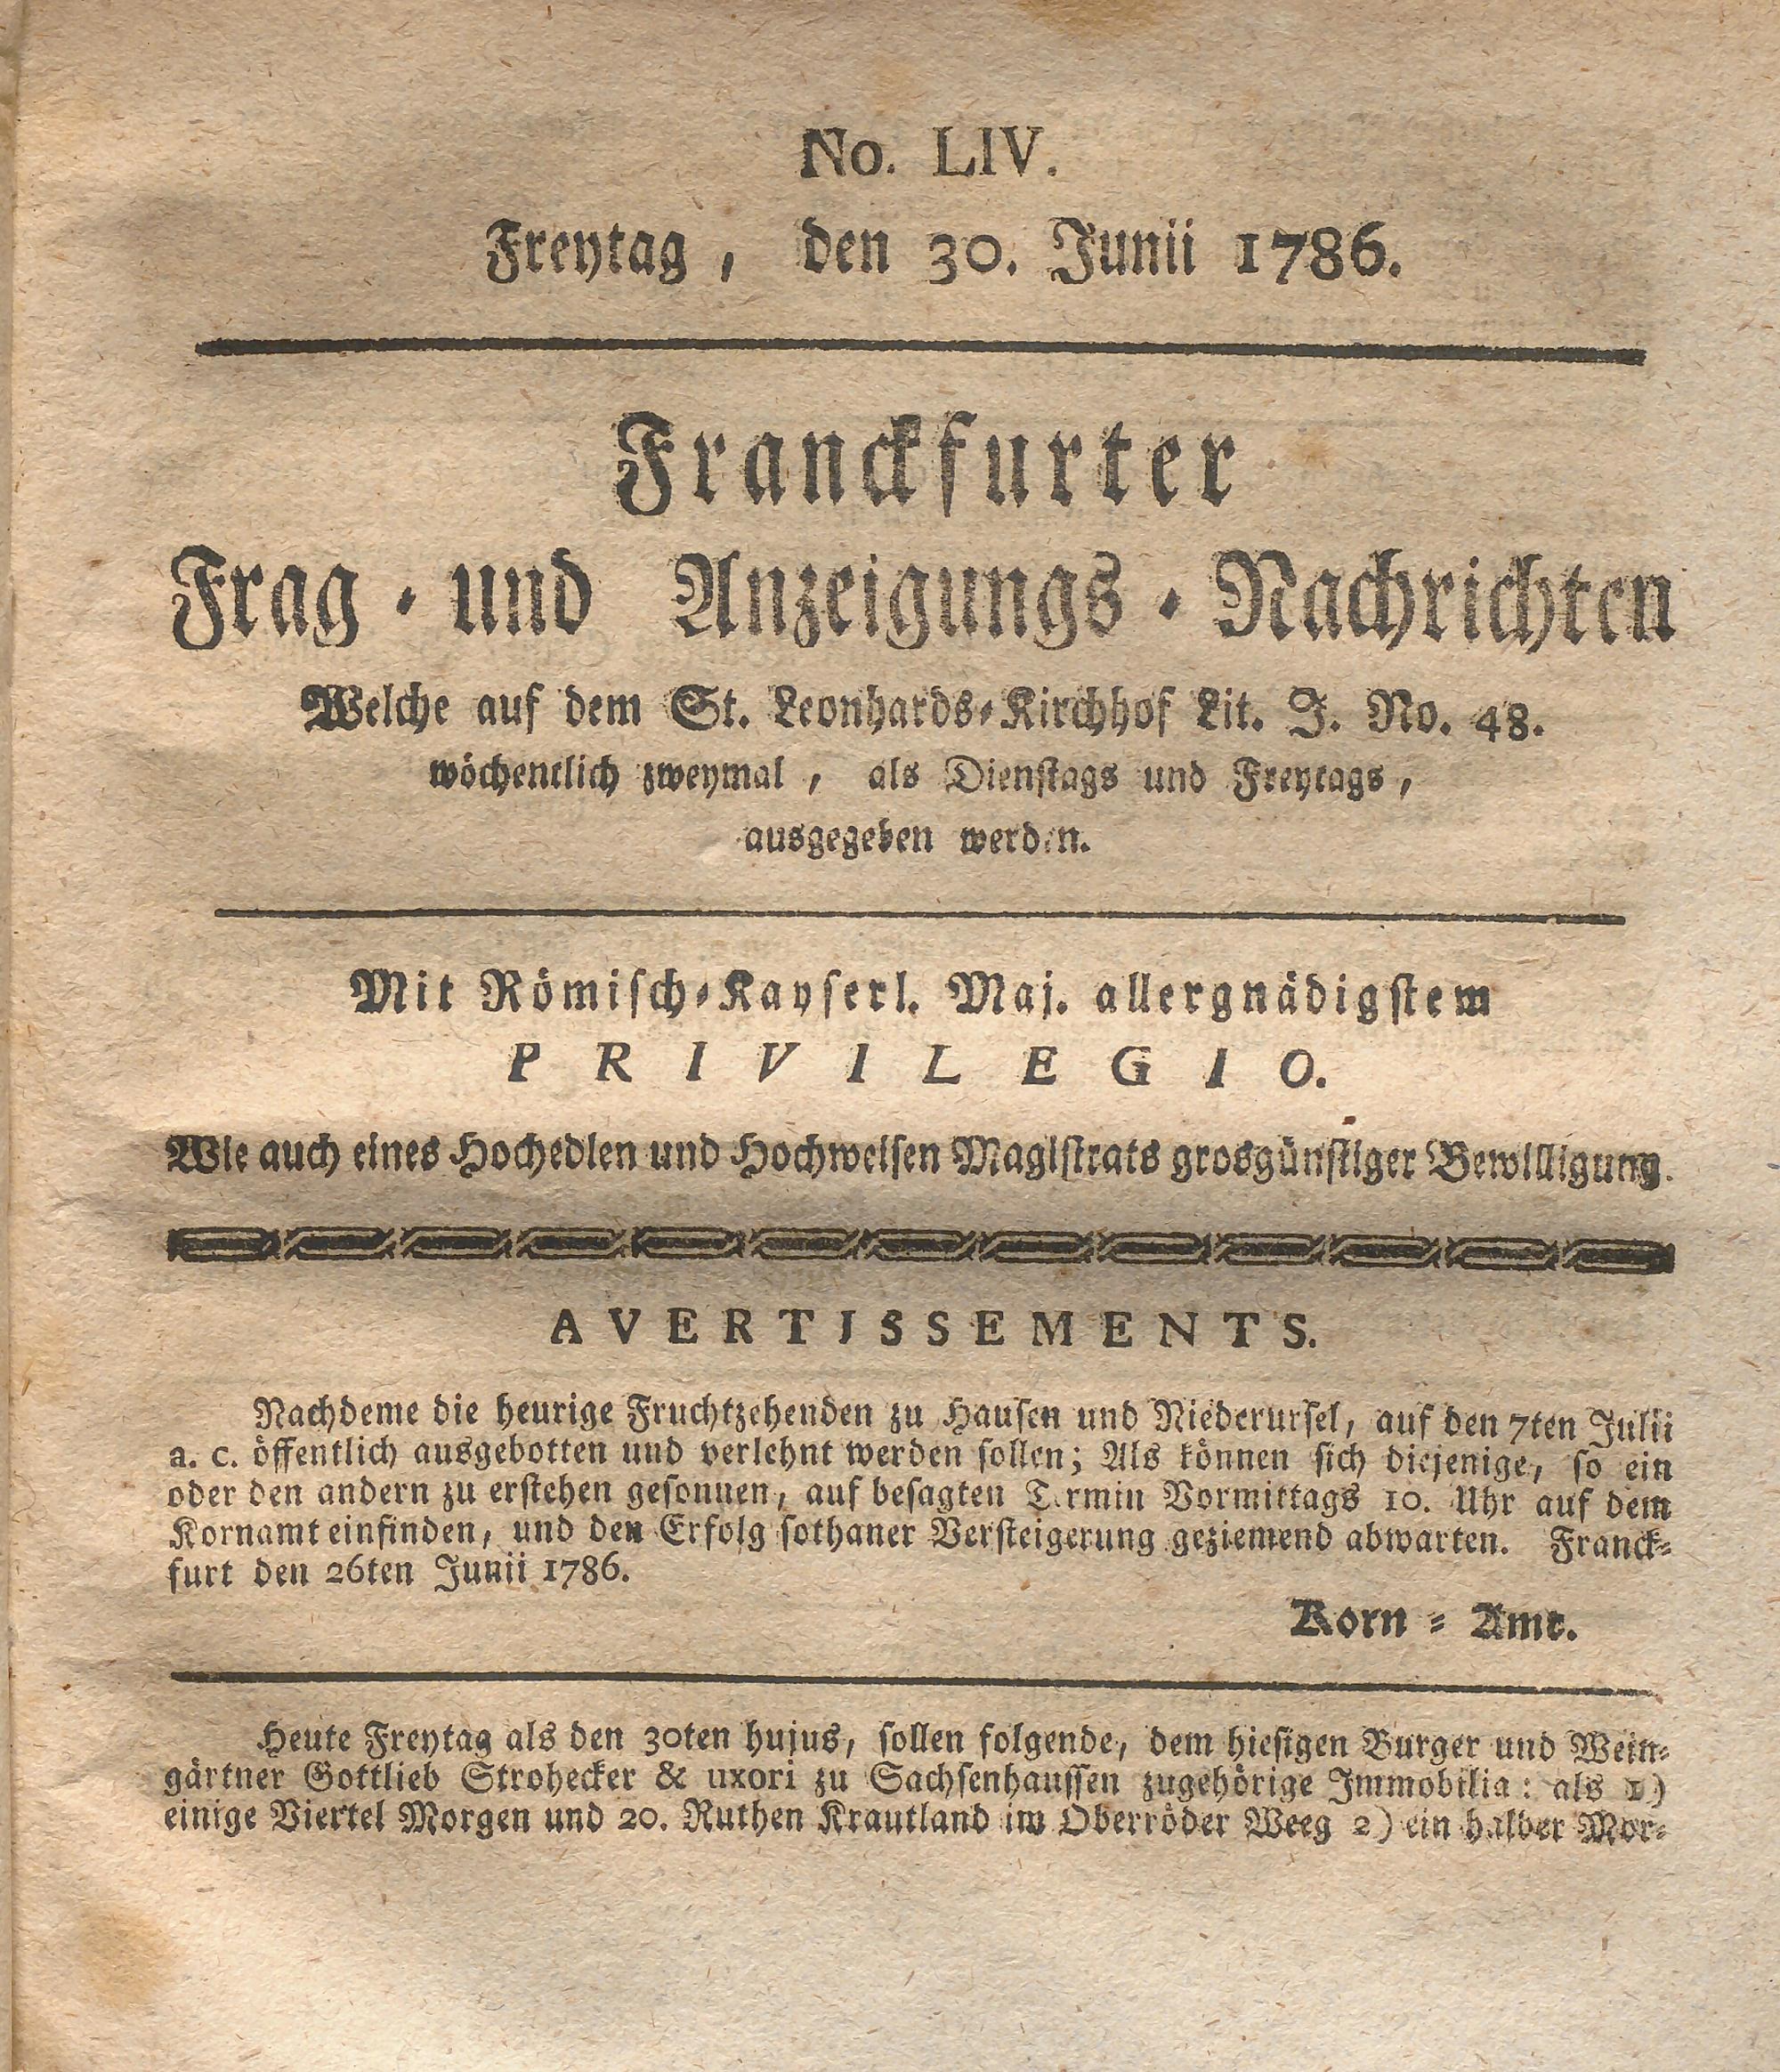 No. LIV.
Freytag, den 30. Junii 1786.
Franckfurter
Frag- und Anzeigungs-Nachrichten
Welche auf dem St. Leonhards-Kirchhof Lit. J. No. 48.
wöchentlich zweymal, als Dienstags und Freytags,
ausgegeben werden.
Mit Römisch-Kayserl. Maj. allergnädigstem
PRIVILEGIO.
Wie auch eines Hochedlen und Hochweisen Magistrats grosgünstiger Bewilligung.
AVERTISSEMENTS.
Nachdeme die heurige Fruchtzehenden zu Hausen und Niederursel, auf den 7ten Julii
a. c. öffentlich ausgebotten und verlehnt werden sollen; Als können sich diejenige, so ein
oder den andern zu erstehen gesonnen, auf besagten Termin Vormittags 10. Uhr auf dem
Kornamt einfinden, und den Erfolg sothaner Versteigerung geziemend abwarten. Franck-
furt den 26ten Junii 1786.
Korn-Amt.
Heute Freytag als den 30ten hujus, sollen folgende, dem hiesigen Burger und Wein-
gärtner Gottlieb Strohecker & uxori zu Sachsenhaussen zugehörige Immobilia: als 1)
einige Viertel Morgen und 20. Ruthen Krautland im Oberröder Weeg 2) ein halber Mor-